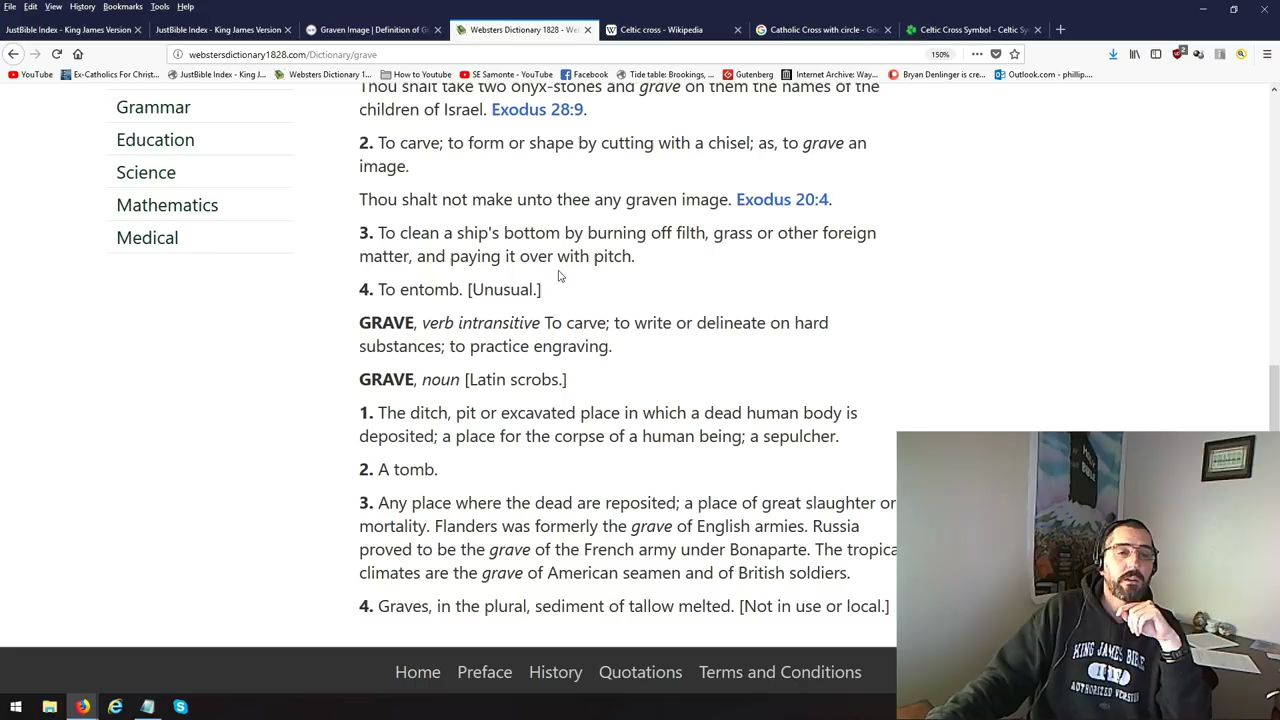 File Edit View History Bookmarks Tools Help
JustBible Index - King James Version
JustBible Index - King James Version
Graven Image | Definition of G
Websters Dictionary 1828 - We
Celtic cross - Wikipedia
Catholic Cross with circle - Goo
Celtic Cross Symbol - Celtic Sy
webstersdictionary1828.com/Dictionary/grave
150%
YouTube
Ex-Catholics For Christ...
JustBible Index - King J...
Websters Dictionary 1...
How to Youtube
SE Samonte - YouTube
Facebook
Tide table: Brookings, ...
Gutenberg
Internet Archive: Way...
Bryan Denlinger is cre...
Outlook.com - phillip....
Grammar
Education
Science
Mathematics
Medical
Thou shalt take two onyx-stones and grave on them the names of the
children of Israel. Exodus 28:9.
2. To carve; to form or shape by cutting with a chisel; as, to grave an
image.
Thou shalt not make unto thee any graven image. Exodus 20:4.
3. To clean a ship's bottom by burning off filth, grass or other foreign
matter, and paying it over with pitch.
4. To entomb. [Unusual.]
GRAVE, verb intransitive To carve; to write or delineate on hard
substances; to practice engraving.
GRAVE, noun [Latin scrobs.]
1. The ditch, pit or excavated place in which a dead human body is
deposited; a place for the corpse of a human being; a sepulcher.
2. A tomb.
3. Any place where the dead are reposited; a place of great slaughter or
mortality. Flanders was formerly the grave of English armies. Russia
proved to be the grave of the French army under Bonaparte. The tropica
climates are the grave of American seamen and of British soldiers.
4. Graves, in the plural, sediment of tallow melted. [Not in use or local.]
Home Preface History Quotations Terms and Conditions
HOLY
BIBLE
KING JAMES BIBLE
1611
AUTHORIZED VERSION